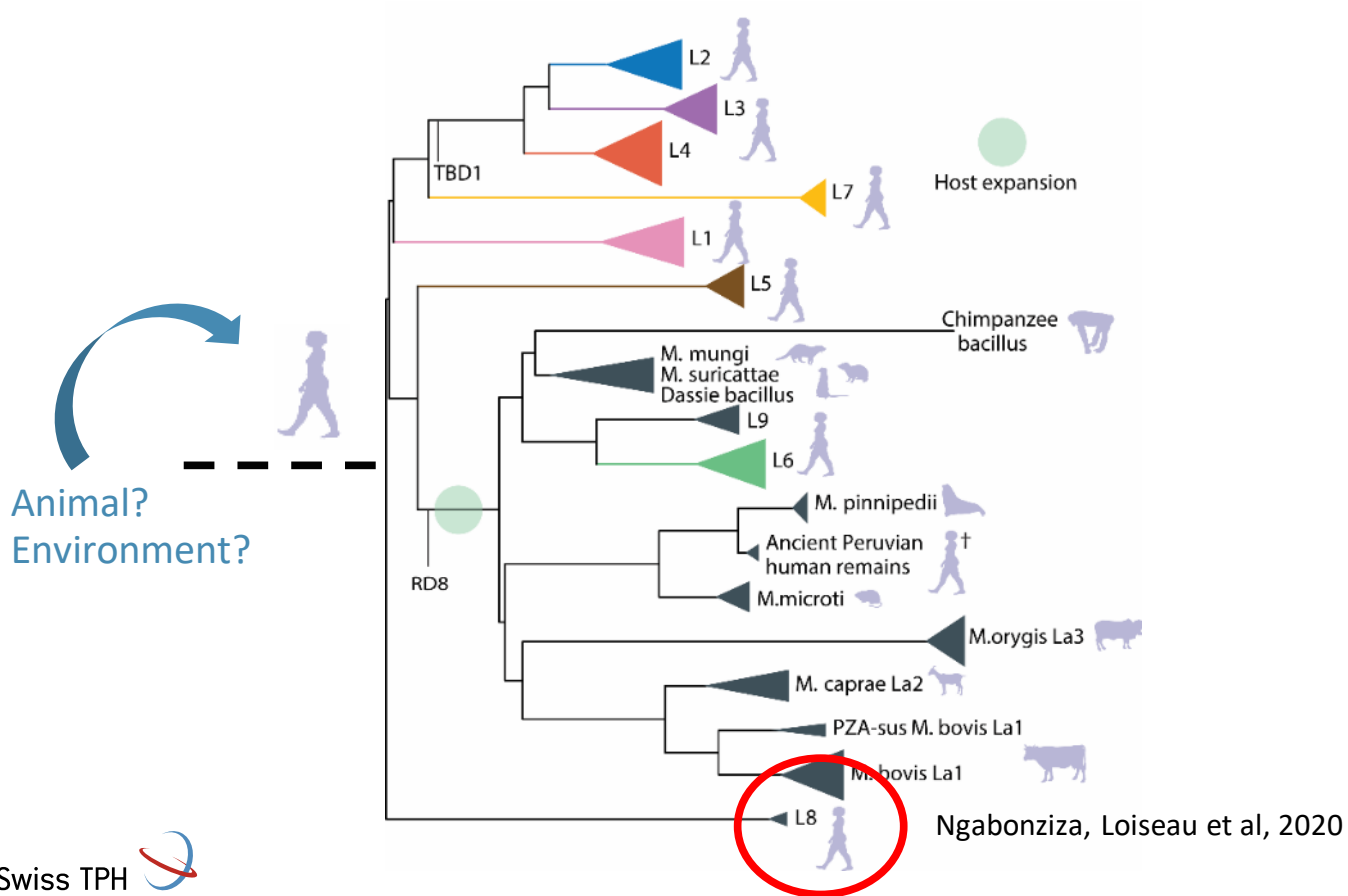 L2
L3
L4
TBD1
L7
Host expansion
L1
L5
Chimpanzee
bacillus
M. mungi
M. suricattae
Dassie bacillus
L9
L6
Animal?
Environment?
M. pinnipedii
Ancient Peruvian
human remains
†
RD8
M.microti
M.orygis La3
M. caprae La2
PZA-sus M. bovis La1
M. bovis La1
L8
Ngabonziza, Loiseau et al, 2020
Swiss TPH